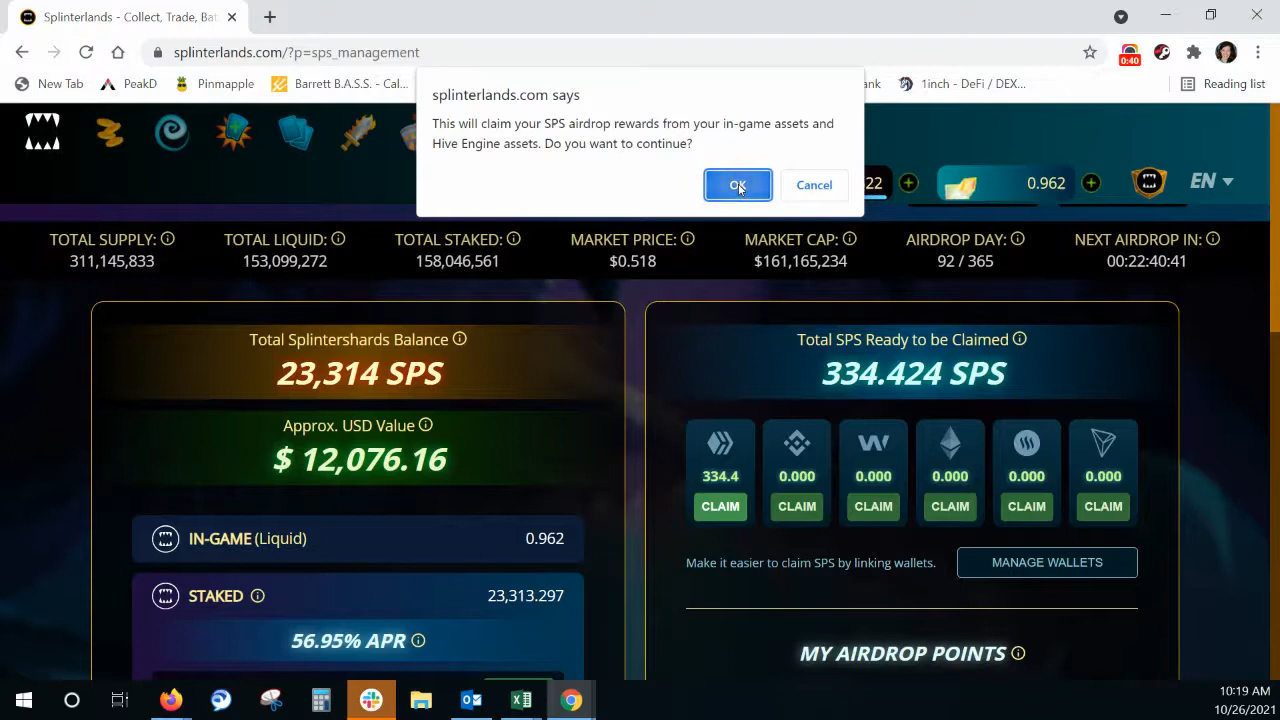 Splinterlands - Collect, Trade, Bat
splinterlands.com/?p=sps_management
0:40
New Tab
PeakD
Pinmapple
Barrett B.A.S.S. - Cal...
1inch - DeFi / DEX...
Reading list
splinterlands.com says
This will claim your SPS airdrop rewards from your in-game assets and
Hive Engine assets. Do you want to continue?
OK
Cancel
22
0.962
EN
TOTAL SUPPLY:
311,145,833
TOTAL LIQUID:
153,099,272
TOTAL STAKED:
158,046,561
MARKET PRICE:
$0.518
MARKET CAP:
$161,165,234
AIRDROP DAY:
92 / 365
NEXT AIRDROP IN:
00:22:40:41
Total Splintershards Balance
23,314 SPS
Approx. USD Value
$ 12,076.16
IN-GAME (Liquid)
0.962
STAKED
23,313.297
56.95% APR
Total SPS Ready to be Claimed
334.424 SPS
334.4
0.000
0.000
0.000
0.000
0.000
CLAIM
CLAIM
CLAIM
CLAIM
CLAIM
CLAIM
Make it easier to claim SPS by linking wallets.
MANAGE WALLETS
MY AIRDROP POINTS
10:19 AM
10/26/2021